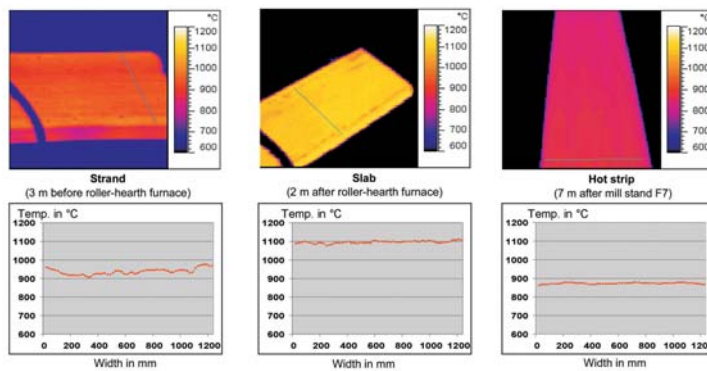 °C
1200
1100
1000
900
800
700
600
°C
1200
1100
1000
900
800
700
600
°C
1200
1100
1000
900
800
700
600
Strand
(3 m before roller-hearth furnace)
Slab
(2 m after roller-hearth furnace)
Hot strip
(7 m after mill stand F7)
Temp. in °C
1200
1100
1000
900
800
700
600
0 200 400 600 800 1000 1200
Width in mm
Temp. in °C
1200
1100
1000
900
800
700
600
0 200 400 600 800 1000 1200
Width in mm
Temp. in °C
1200
1100
1000
900
800
700
600
0 200 400 600 800 1000 1200
Width in mm